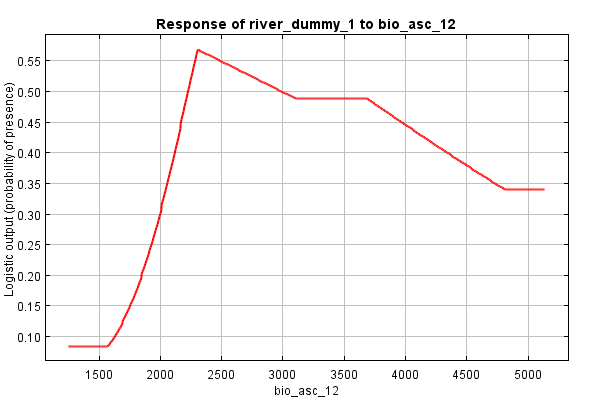 Response of river_dummy_1 to bio_asc_12
Logistic output (probability of presence)
0.55
0.50
0.45
0.40
0.35
0.30
0.25
0.20
0.15
0.10
1500 2000 2500 3000 3500 4000 4500 5000
bio_asc_12